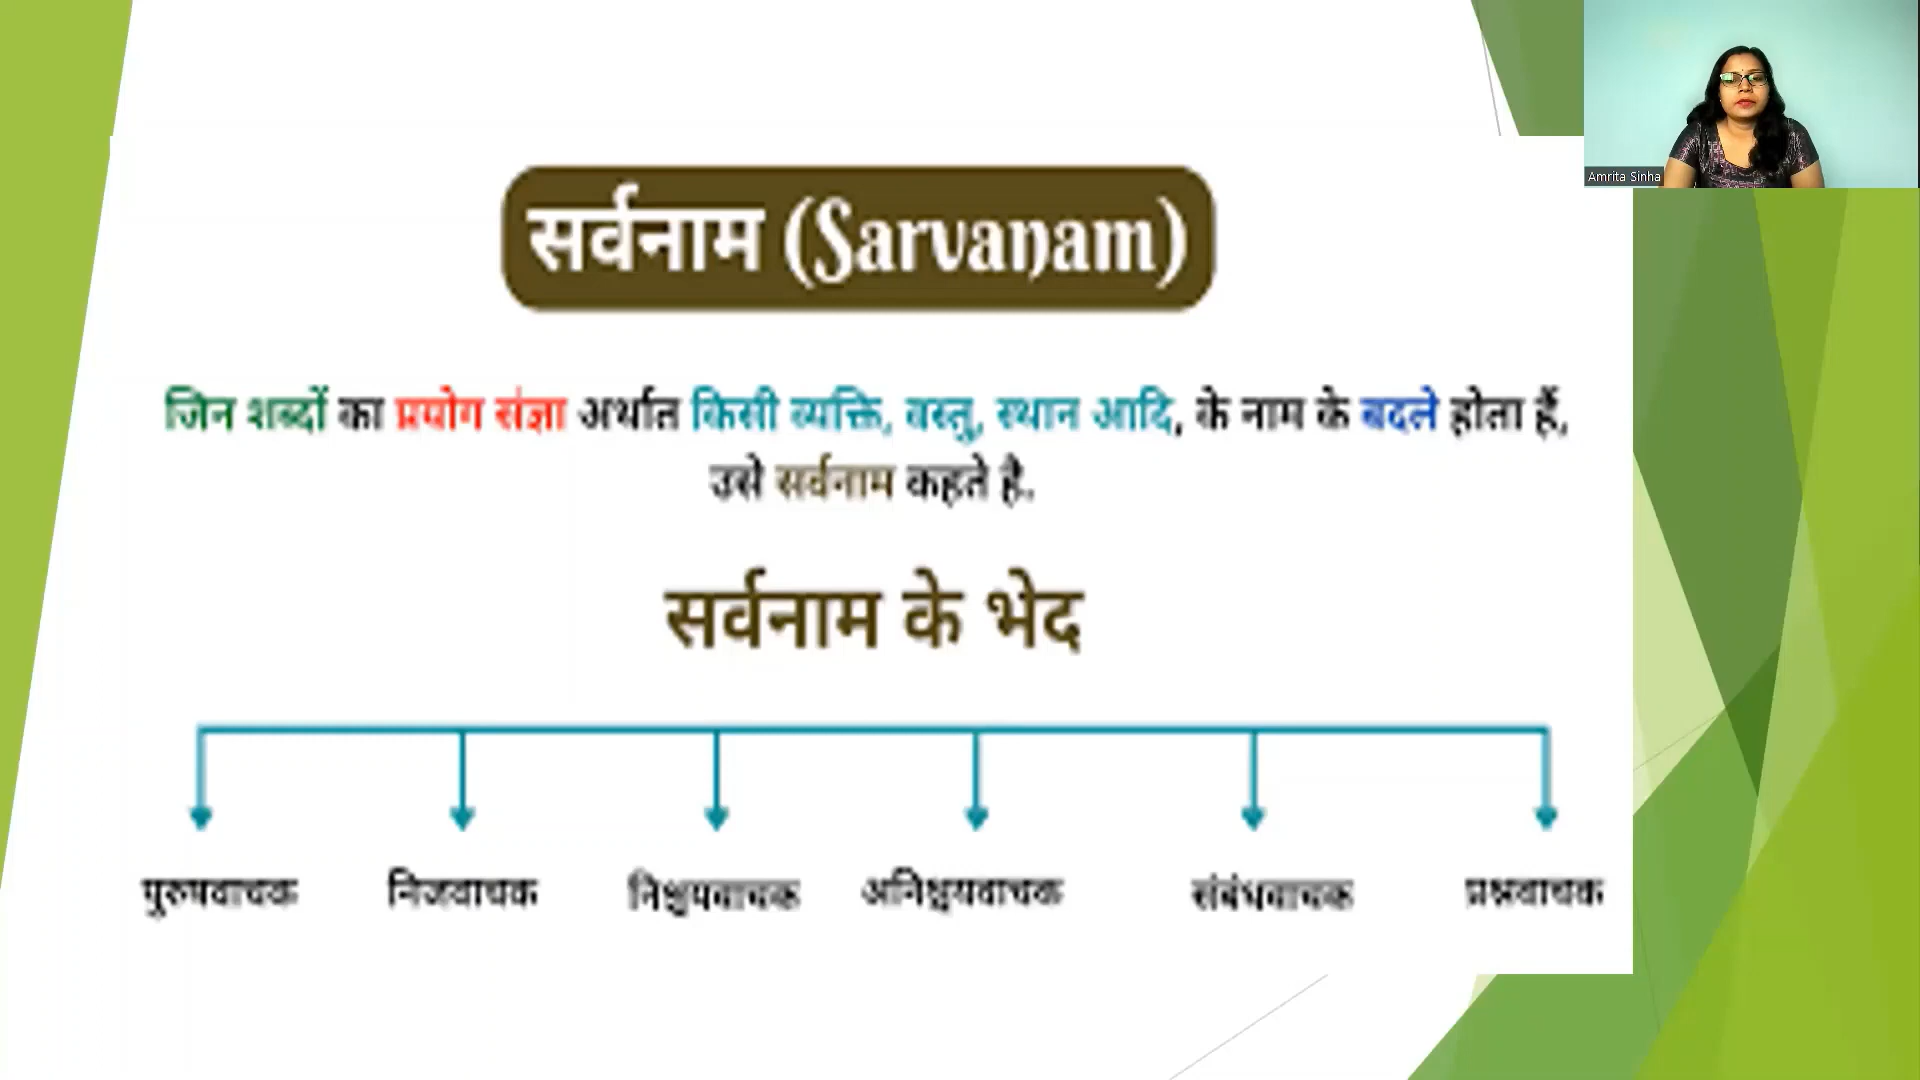 सर्वनाम (Sarvanam)
जिन शब्दों का प्रयोग संज्ञा अर्थात किसी व्यक्ति, वस्तु, स्थान आदि, के नाम के बदले होता हैं,
उसे सर्वनाम कहते है.
सर्वनाम के भेद
पुरुषवाचक निजवाचक निश्चयवाचक अनिश्चयवाचक संबंधवाचक प्रश्नवाचक
Amrita Sinha